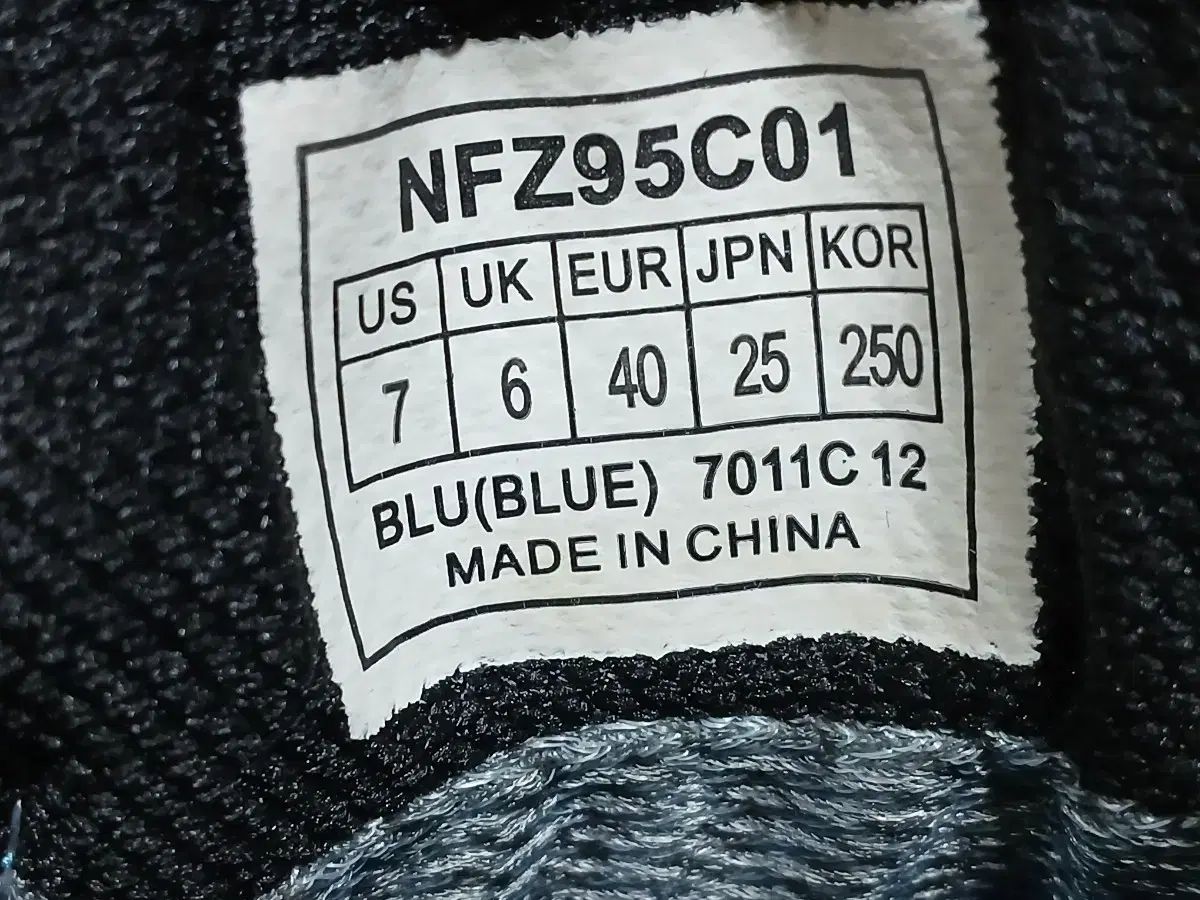 NFZ95C01
US UK EUR JPN KOR
7 6 40 25 250
BLU(BLUE) 7011C 12
MADE IN CHINA